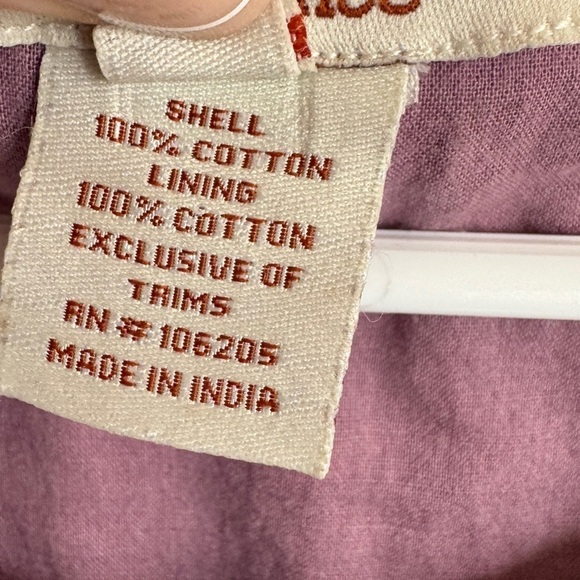 SHELL
100% COTTON
LINING
100% COTTON
EXCLUSIVE OF
TRIMS
RN # 106205
MADE IN INDIA